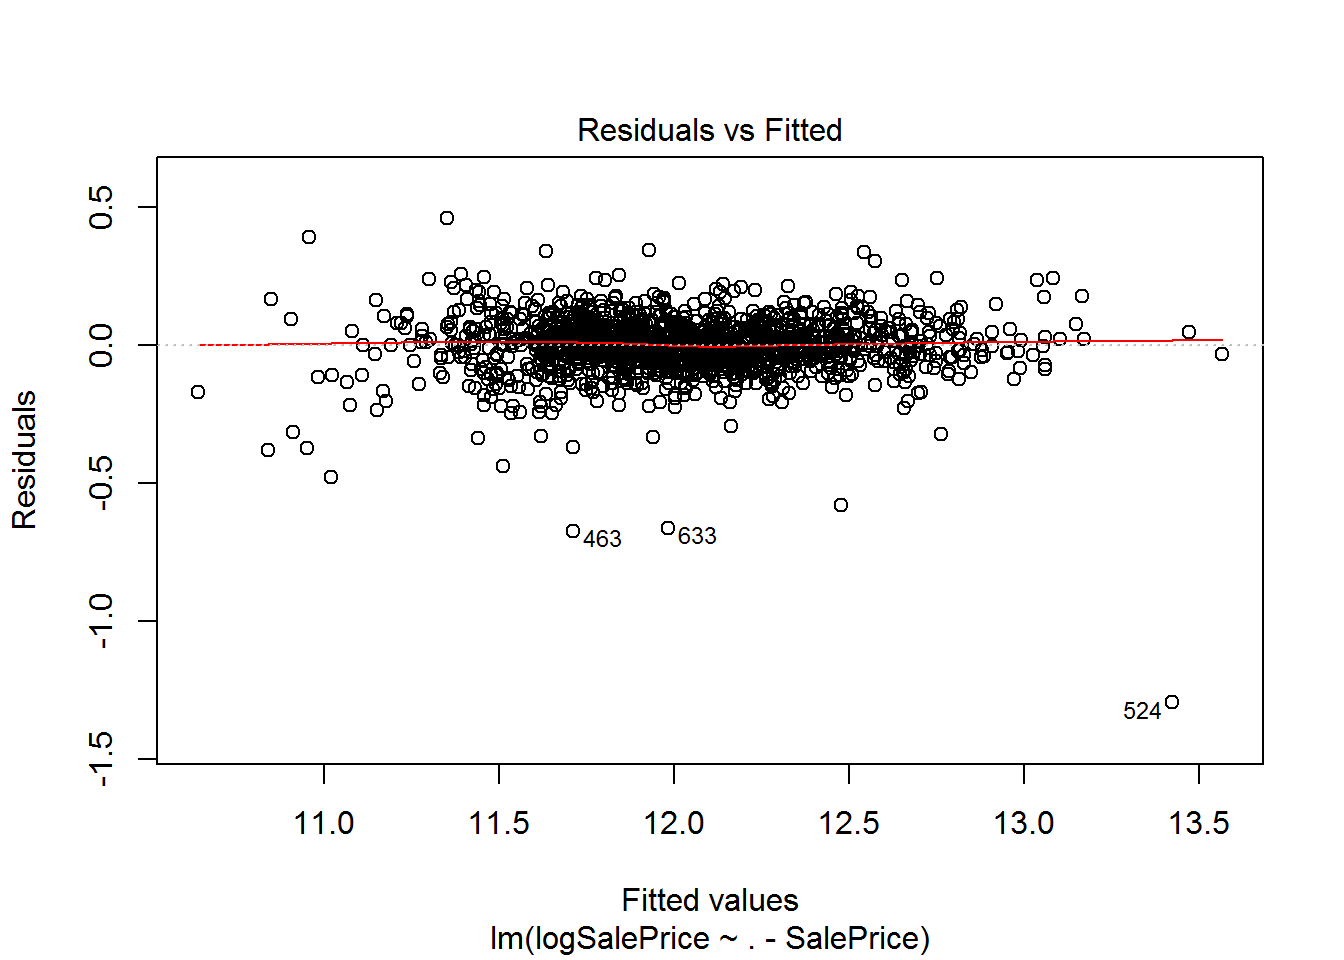 Residuals vs Fitted
Residuals
0.5
0.0
-0.5
-1.0
-1.5
463
633
524
11.0 11.5 12.0 12.5 13.0 13.5
Fitted values
lm(logSalePrice ~ . - SalePrice)